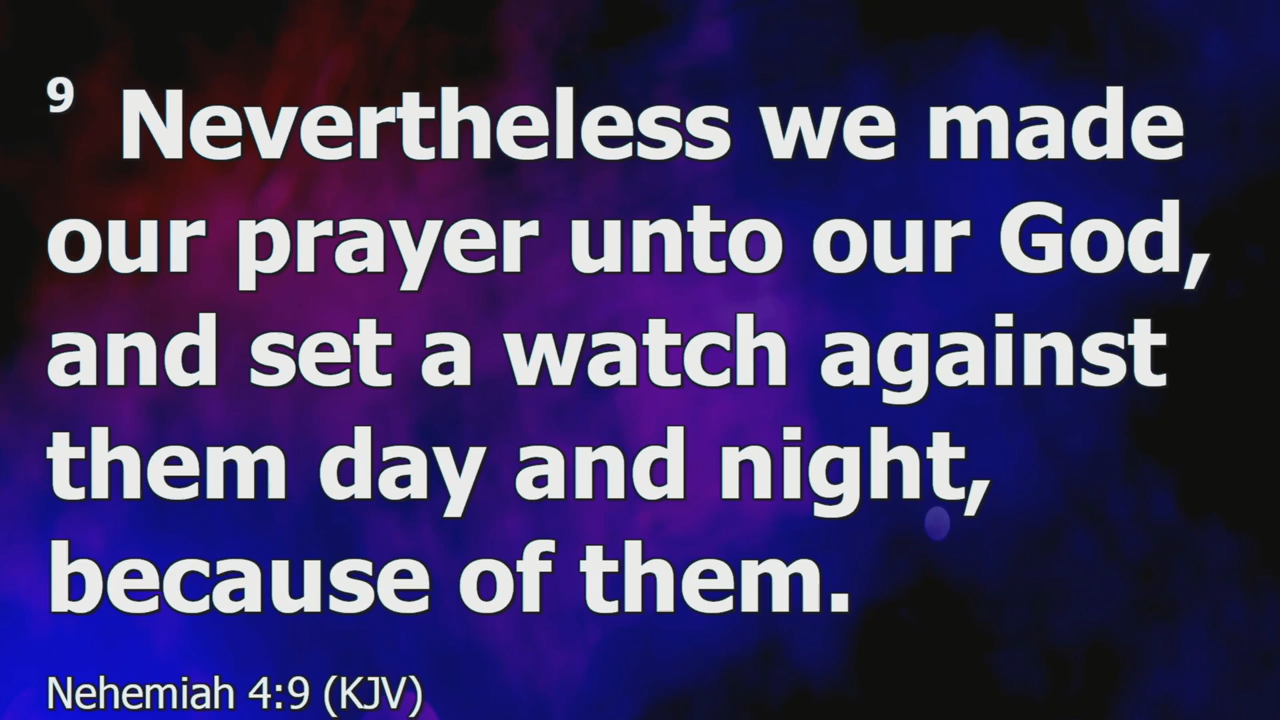 9 Nevertheless we made
our prayer unto our God,
and set a watch against
them day and night,
because of them.
Nehemiah 4:9 (KJV)